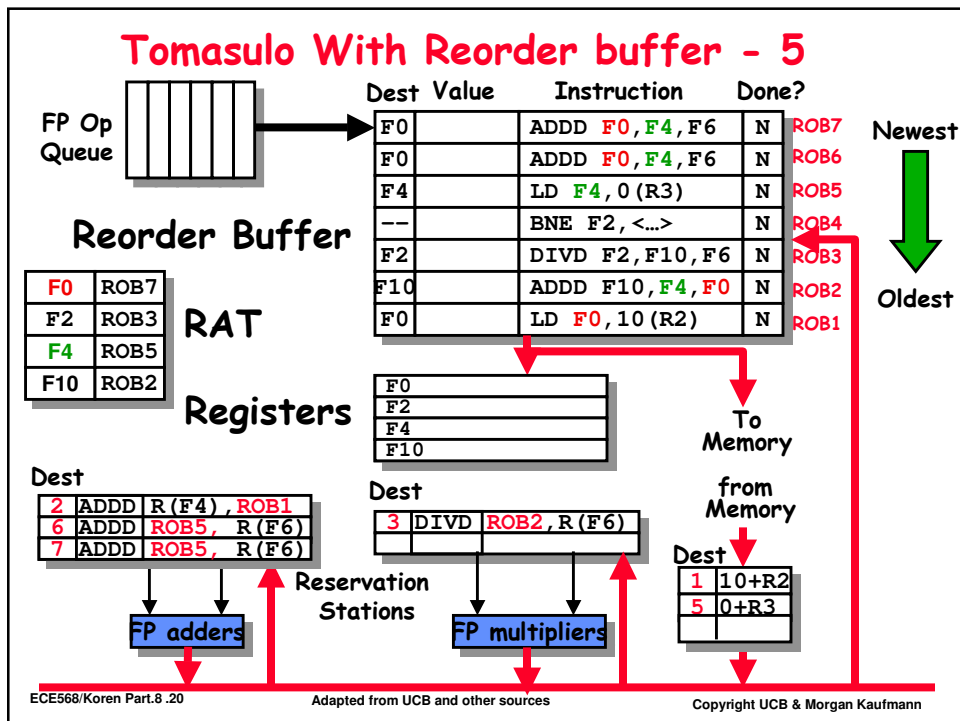 Tomasulo With Reorder buffer - 5
Dest Value Instruction Done?
FP Op
Queue
F0 ADDD F0,F4,F6 N ROB7
F0 ADDD F0,F4,F6 N ROB6
F4 LD F4,0(R3) N ROB5
-- BNE F2,<…> N ROB4
F2 DIVD F2,F10,F6 N ROB3
F10 ADDD F10,F4,F0 N ROB2
F0 LD F0,10(R2) N ROB1
Newest
Oldest
Reorder Buffer
F0 ROB7
F2 ROB3
F4 ROB5
F10 ROB2
RAT
Registers
F0
F2
F4
F10
To
Memory
from
Memory
Dest
2 ADDD R(F4),ROB1
6 ADDD ROB5, R(F6)
7 ADDD ROB5, R(F6)
Dest
3 DIVD ROB2,R(F6)
Dest
1 10+R2
5 0+R3
Reservation
Stations
FP adders
FP multipliers
ECE568/Koren Part.8 .20
Adapted from UCB and other sources
Copyright UCB & Morgan Kaufmann